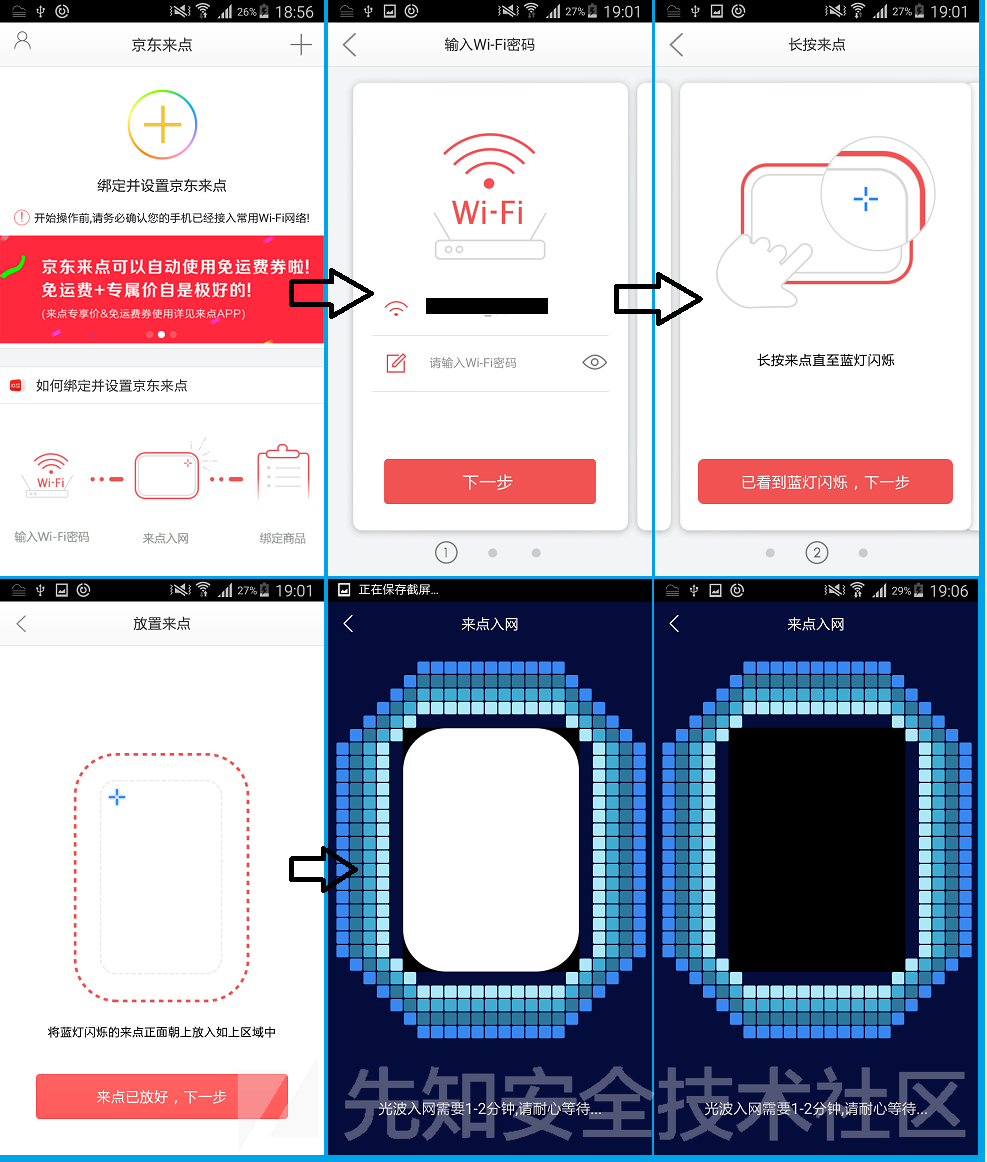 26% 18:56
京东来点
绑定并设置京东来点
开始操作前,请务必确认您的手机已经接入常用Wi-Fi网络!
京东来点可以自动使用免运费券啦!
免运费+专属价自是极好的!
(来点专享价&免运费券使用详见来点APP)
如何绑定并设置京东来点
Wi-Fi
输入Wi-Fi密码
来点入网
绑定商品
27% 19:01
输入Wi-Fi密码
Wi-Fi
请输入Wi-Fi密码
下一步
1
27% 19:01
长按来点
长按来点直至蓝灯闪烁
已看到蓝灯闪烁，下一步
2
27% 19:01
放置来点
将蓝灯闪烁的来点正面朝上放入如上区域中
来点已放好，下一步
正在保存截屏...
来点入网
光波入网需要1-2分钟,请耐心等待...
29% 19:06
来点入网
光波入网需要1-2分钟,请耐心等待...
先知安全技术社区